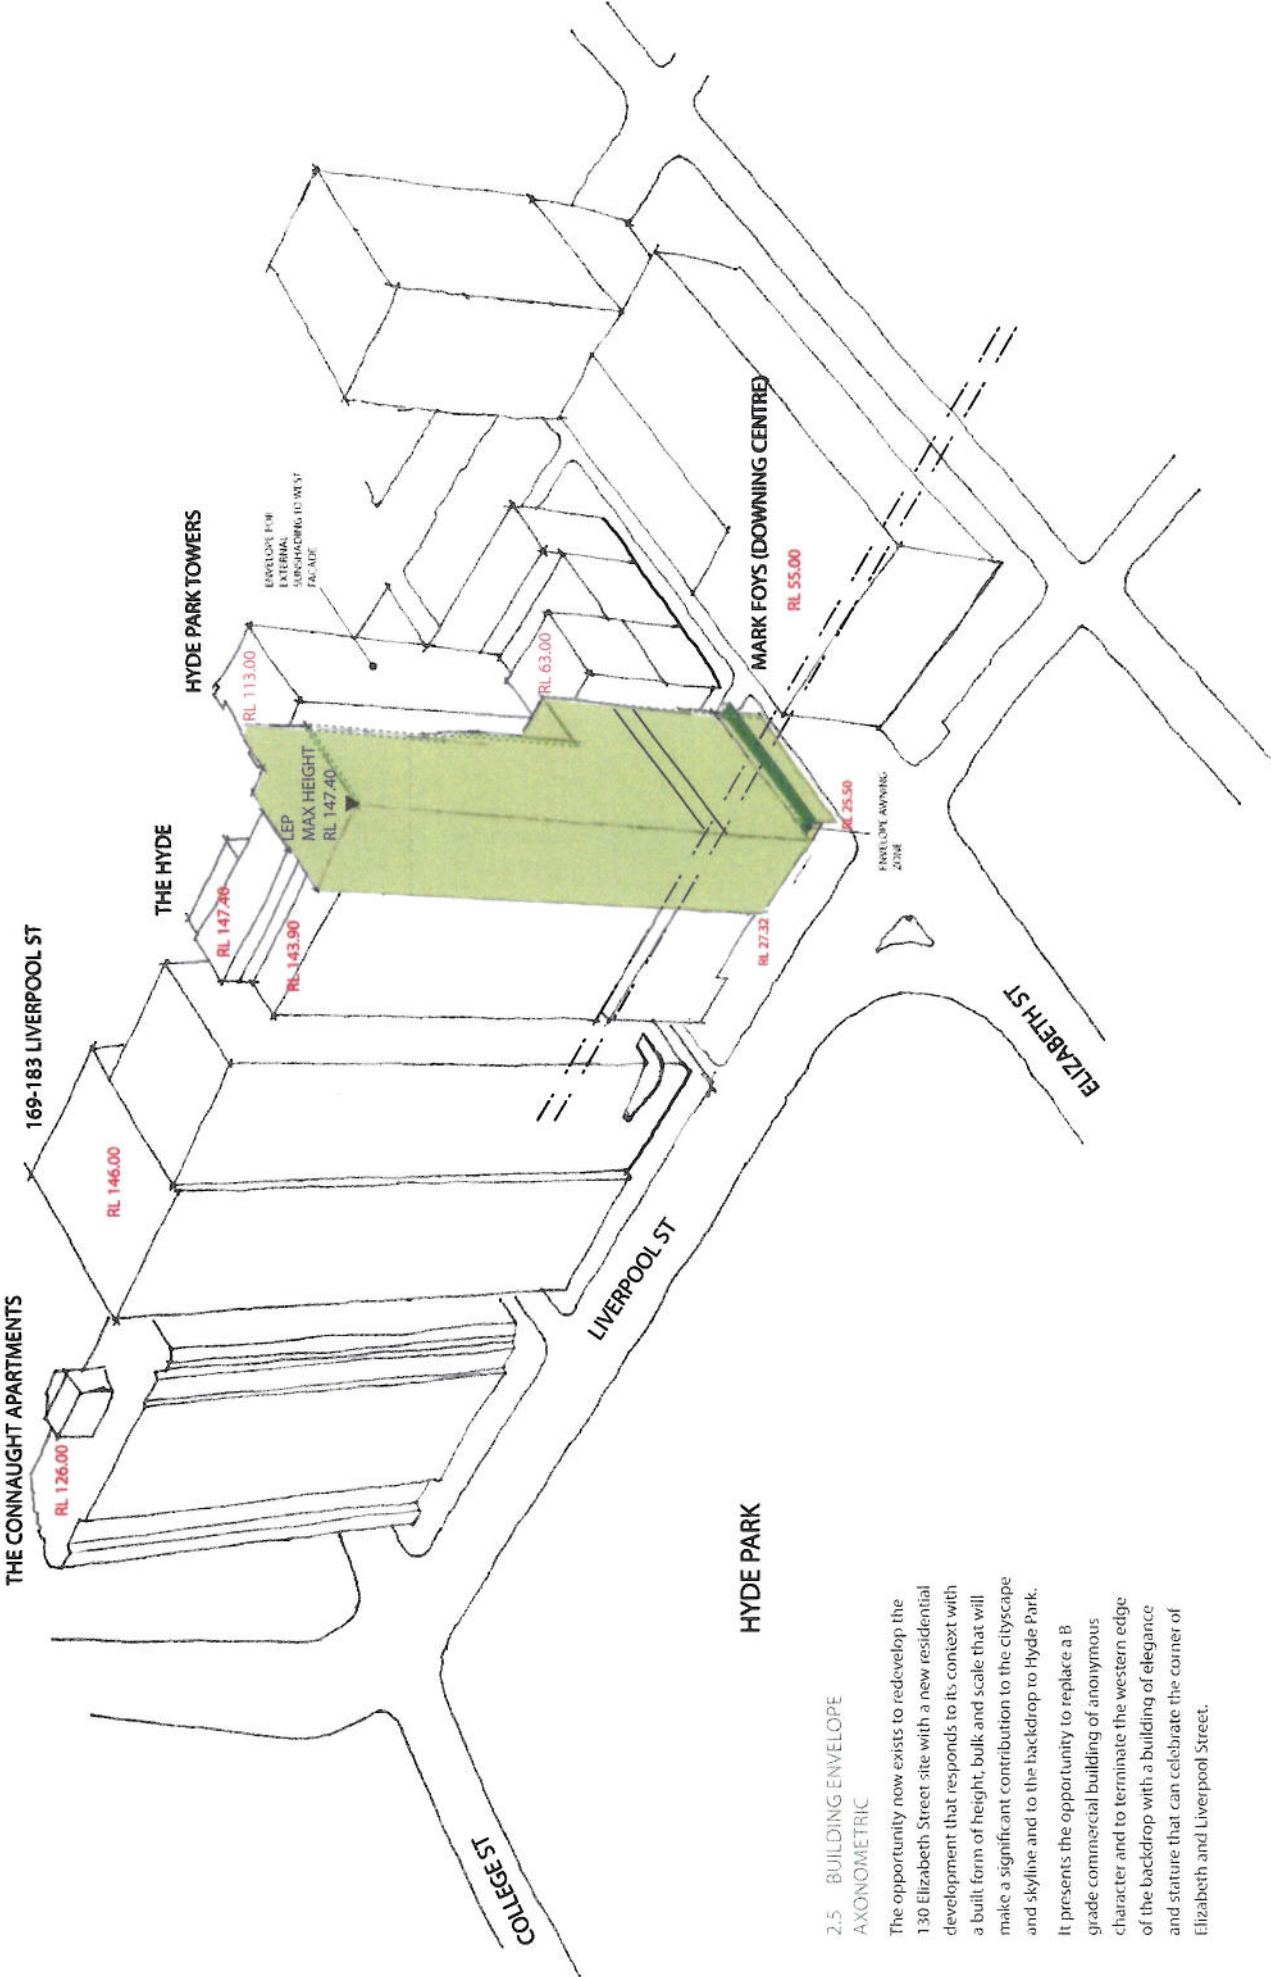 THE CONNAUGHT APARTMENTS
RL 126.00
169-183 LIVERPOOL ST
RL 146.00
THE HYDE
RL 147.40
RL 143.90
HYDE PARK TOWERS
RL 113.00
ENVELOPE FOR
EXTERNAL
SUNSHADING TO WEST
FACADE
LEP
MAX HEIGHT
RL 147.40
RL 63.00
MARK FOYS (DOWNING CENTRE)
RL 55.00
RL 25.50
ENVELOPE AWNING
ZONE
RL 27.32
ELIZABETH ST
LIVERPOOL ST
COLLEGE ST
HYDE PARK
2.5 BUILDING ENVELOPE
AXONOMETRIC
The opportunity now exists to redevelop the
130 Elizabeth Street site with a new residential
development that responds to its context with
a built form of height, bulk and scale that will
make a significant contribution to the cityscape
and skyline and to the backdrop to Hyde Park.
It presents the opportunity to replace a B
grade commercial building of anonymous
character and to terminate the western edge
of the backdrop with a building of elegance
and stature that can celebrate the corner of
Elizabeth and Liverpool Street.